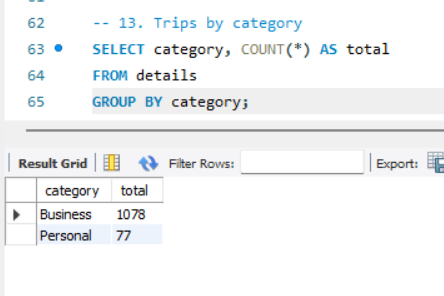 62 -- 13. Trips by category
63 SELECT category, COUNT(*) AS total
64 FROM details
65 GROUP BY category;
Result Grid Filter Rows: Export:
category total
Business 1078
Personal 77